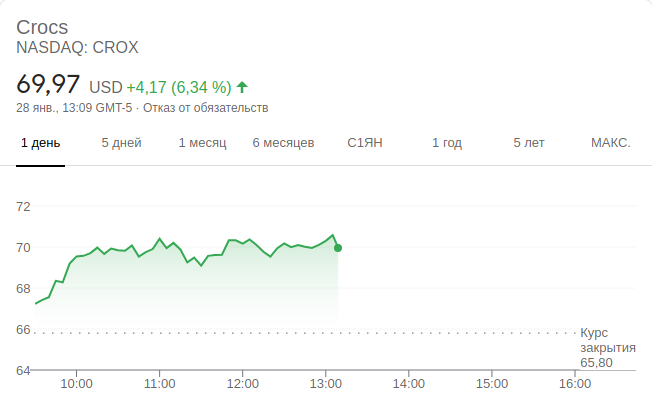 Crocs
NASDAQ: CROX
69,97 USD +4,17 (6,34 %)
28 янв., 13:09 GMT-5 · Отказ от обязательств
1 день 5 дней 1 месяц 6 месяцев С1ЯН 1 год 5 лет МАКС.
72
70
68
66
Курс
закрытия
65,80
64
10:00 11:00 12:00 13:00 14:00 15:00 16:00